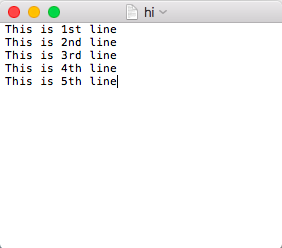 hi
This is 1st line
This is 2nd line
This is 3rd line
This is 4th line
This is 5th line